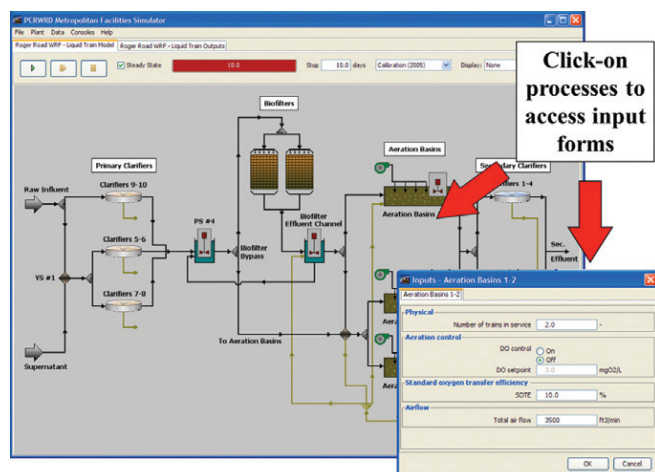 PCRWRD Metropolitan Facilities Simulator
File Plant Data Consoles Help
Roger Road WRF - Liquid Train Model Roger Road WRF - Liquid Train Outputs
Steady State 10.0 Stop 10.0 days Calibration (2005) Display: None
Click-on
processes to
access input
forms
Biofilters
Primary Clarifiers
Aeration Basins
Secondary Clarifiers
Clarifiers 9-10
Clarifiers 1-4
Raw Influent
PS #4
Biofilter
Effluent Channel
Aeration Basins
Clarifiers 5-6
Biofilter
Bypass
Sec.
Effluent
YS #1
Clarifiers 7-8
To Aeration Basins
Supernatant
Inputs - Aeration Basins 1-2
Aeration Basins 1-2
Physical
Number of trains in service 2.0 -
Aeration control
DO control On
Off
DO setpoint 3.0 mgO2/L
Standard oxygen transfer efficiency
SOTE 10.0 %
Airflow
Total air flow 3500 ft3/min
OK Cancel